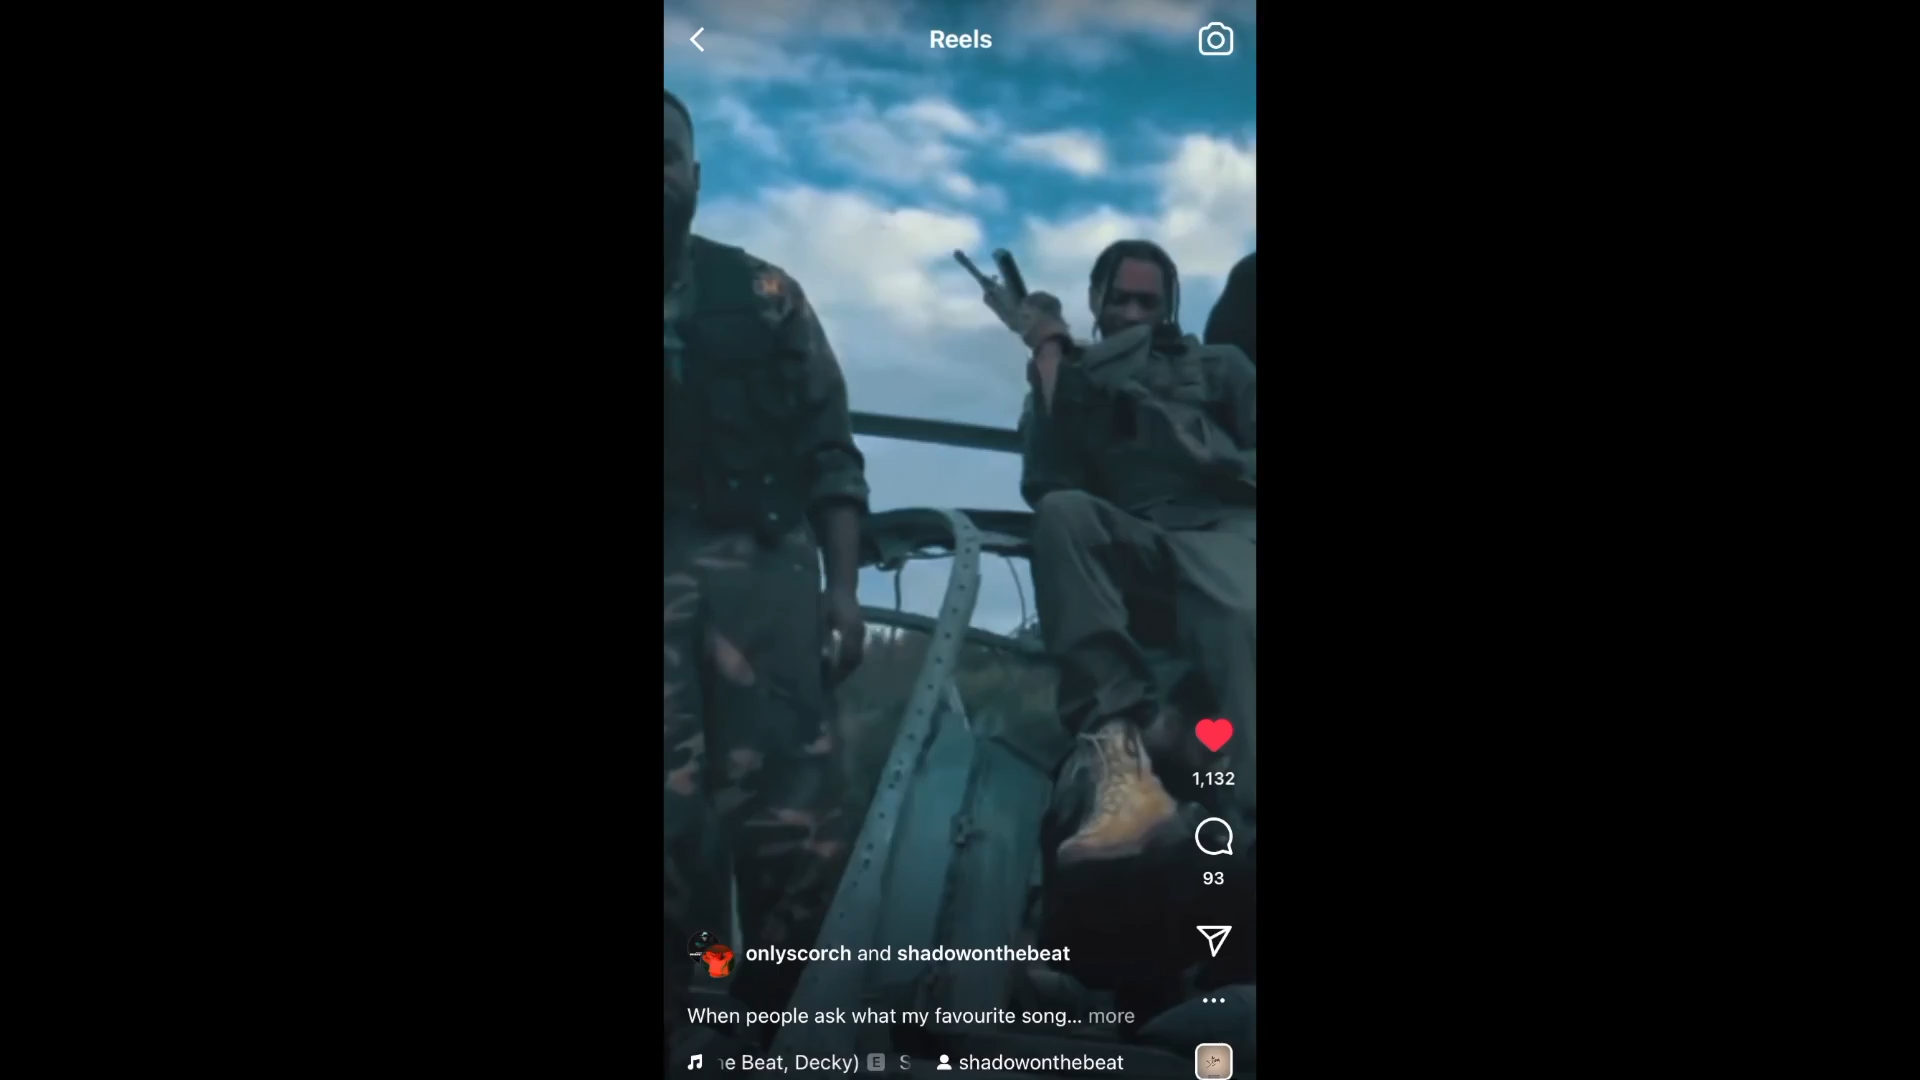 Reels
1,132
93
onlyscorch and shadowonthebeat
When people ask what my favourite song... more
e Beat, Decky) E S
shadowonthebeat